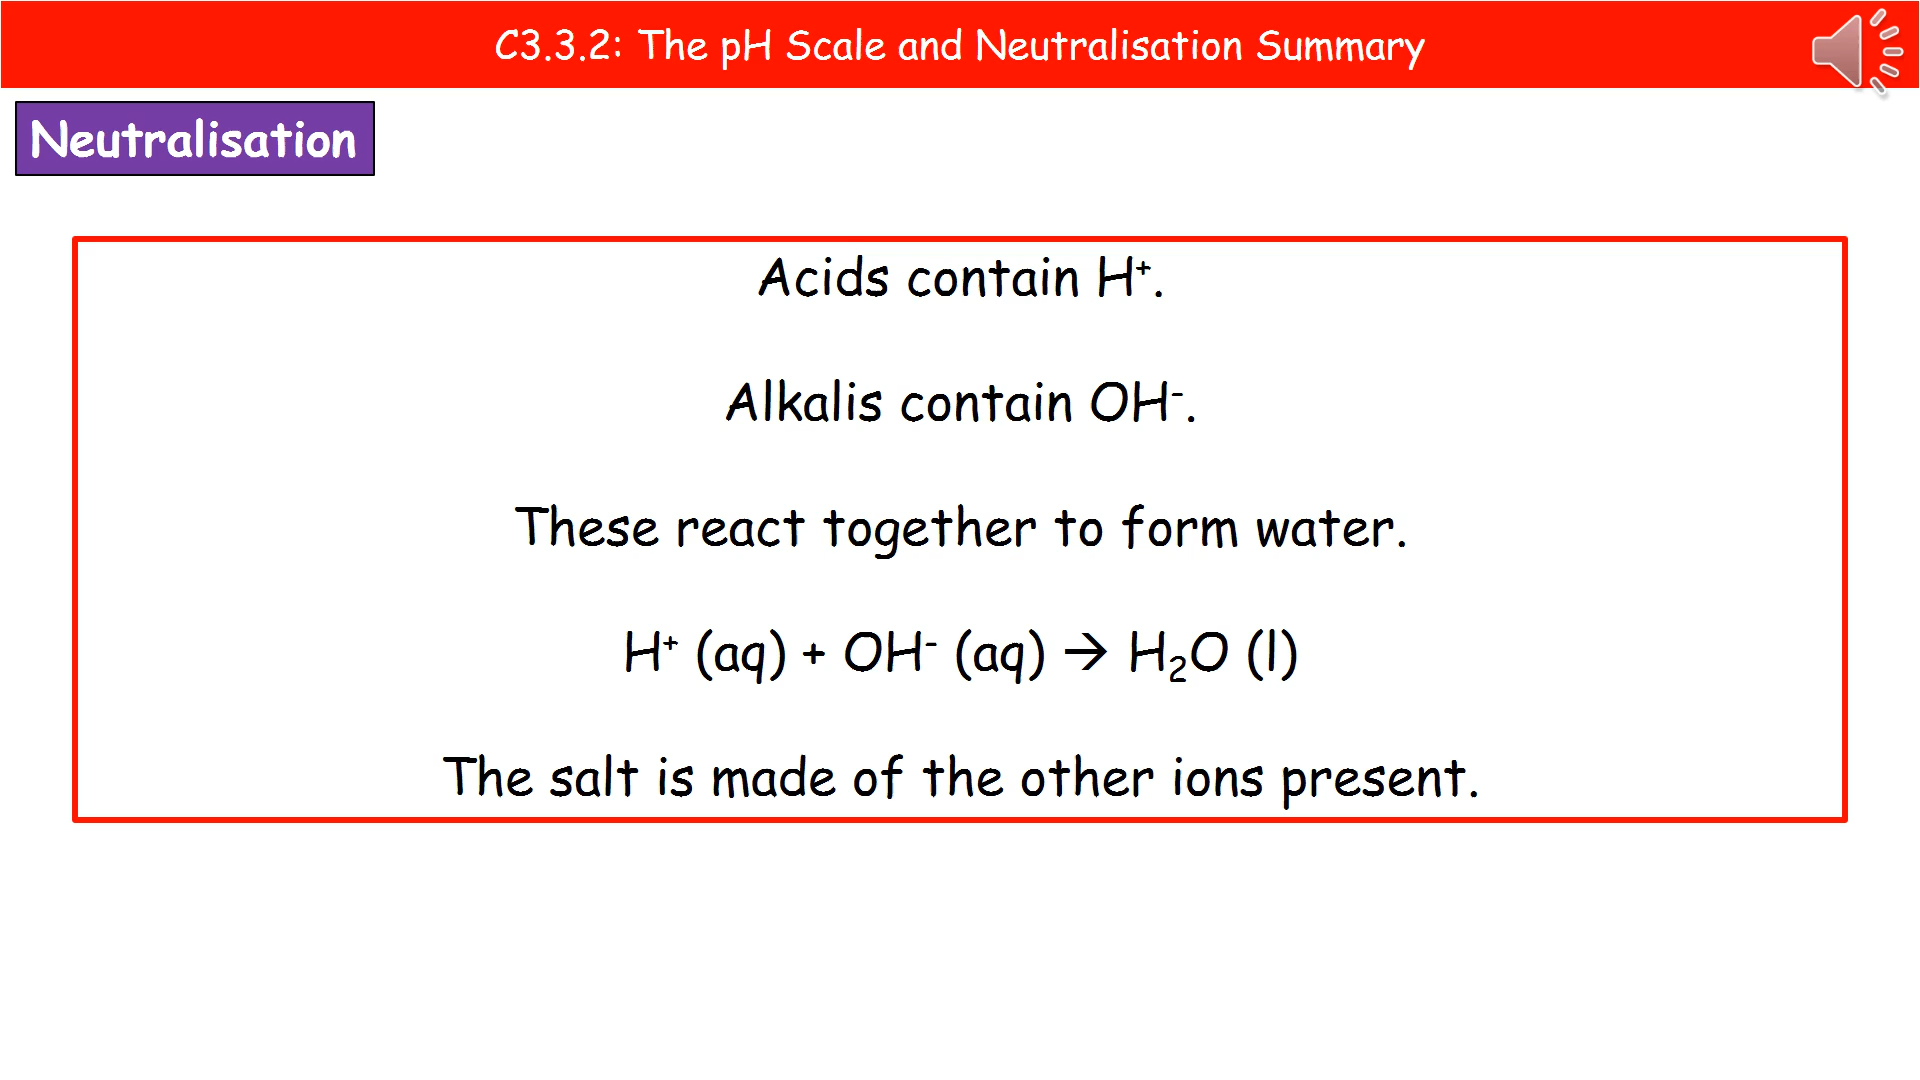 C3.3.2: The pH Scale and Neutralisation Summary
Neutralisation
Acids contain H⁺.
Alkalis contain OH⁻.
These react together to form water.
H⁺ (aq) + OH⁻ (aq) → H₂O (l)
The salt is made of the other ions present.